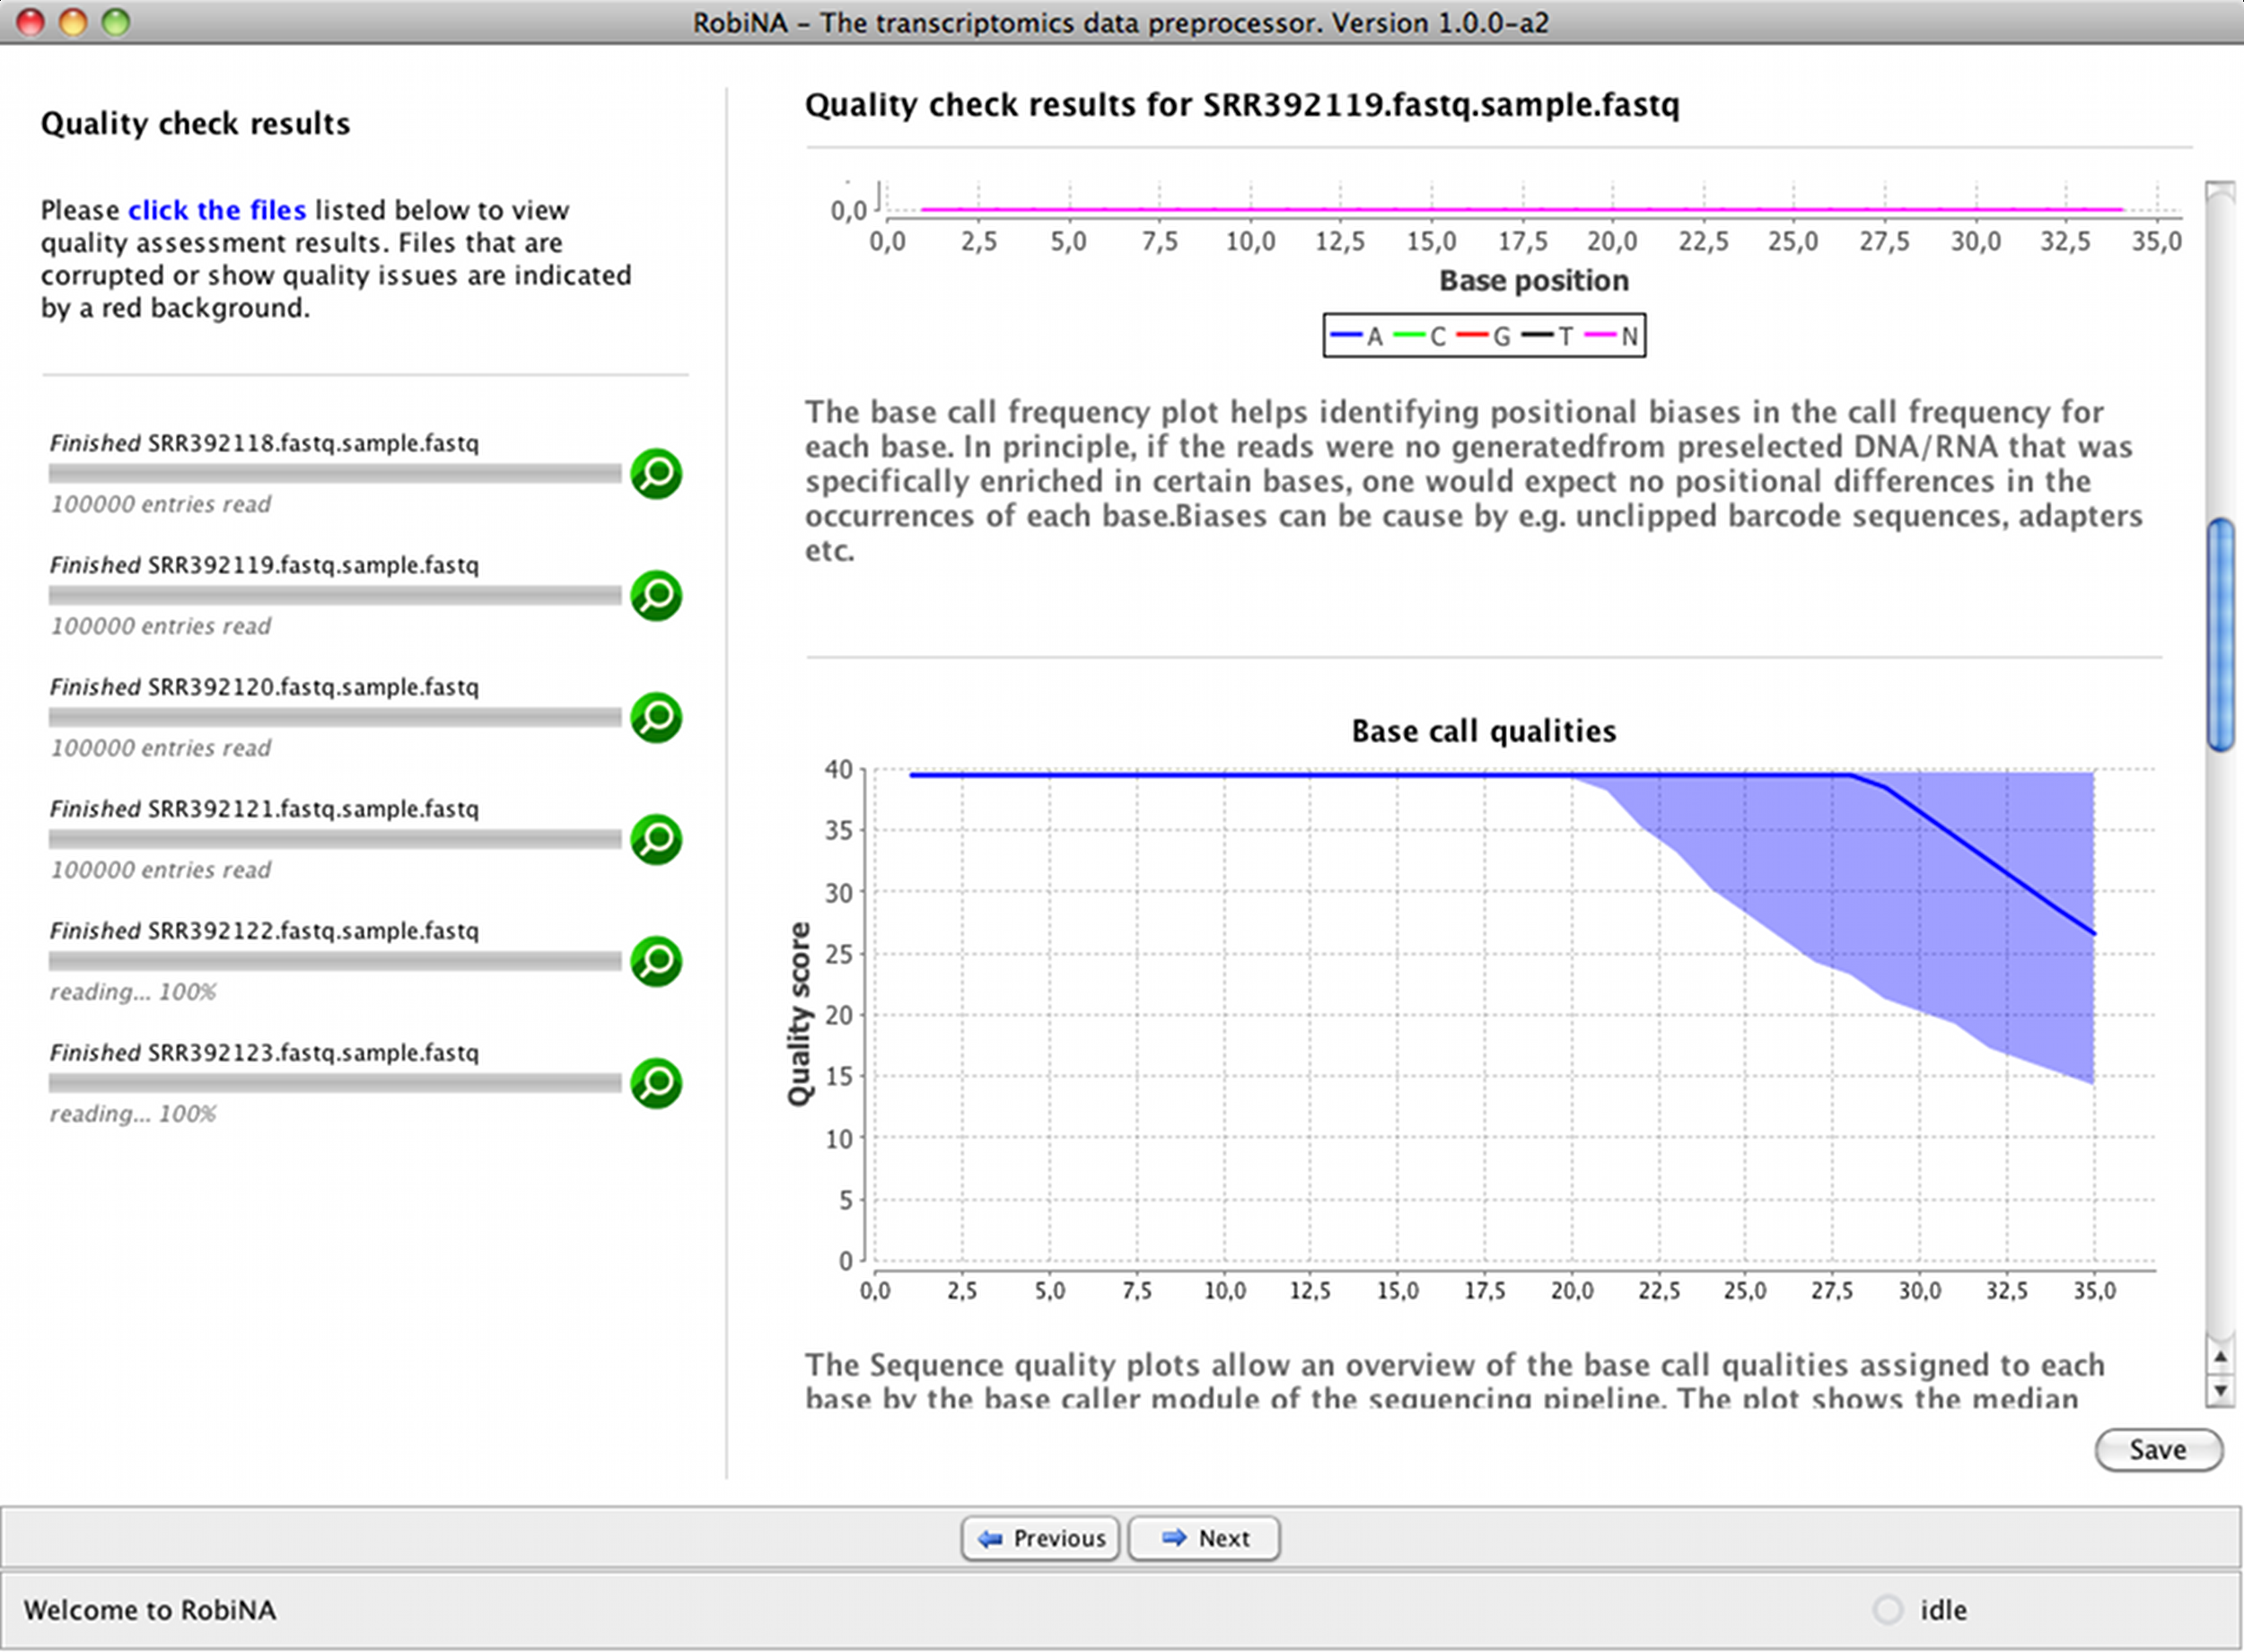 RobiNA - The transcriptomics data preprocessor. Version 1.0.0-a2
Quality check results
Please click the files listed below to view
quality assessment results. Files that are
corrupted or show quality issues are indicated
by a red background.
Finished SRR392118.fastq.sample.fastq
100000 entries read
Finished SRR392119.fastq.sample.fastq
100000 entries read
Finished SRR392120.fastq.sample.fastq
100000 entries read
Finished SRR392121.fastq.sample.fastq
100000 entries read
Finished SRR392122.fastq.sample.fastq
reading... 100%
Finished SRR392123.fastq.sample.fastq
reading... 100%
Quality check results for SRR392119.fastq.sample.fastq
0,0
0,0 2,5 5,0 7,5 10,0 12,5 15,0 17,5 20,0 22,5 25,0 27,5 30,0 32,5 35,0
Base position
A C G T N
The base call frequency plot helps identifying positional biases in the call frequency for
each base. In principle, if the reads were no generatedfrom preselected DNA/RNA that was
specifically enriched in certain bases, one would expect no positional differences in the
occurrences of each base.Biases can be cause by e.g. unclipped barcode sequences, adapters
etc.
Base call qualities
Quality score
40
35
30
25
20
15
10
5
0
0,0 2,5 5,0 7,5 10,0 12,5 15,0 17,5 20,0 22,5 25,0 27,5 30,0 32,5 35,0
The Sequence quality plots allow an overview of the base call qualities assigned to each
base by the base caller module of the sequencing pipeline. The plot shows the median
Save
Previous Next
Welcome to RobiNA
idle